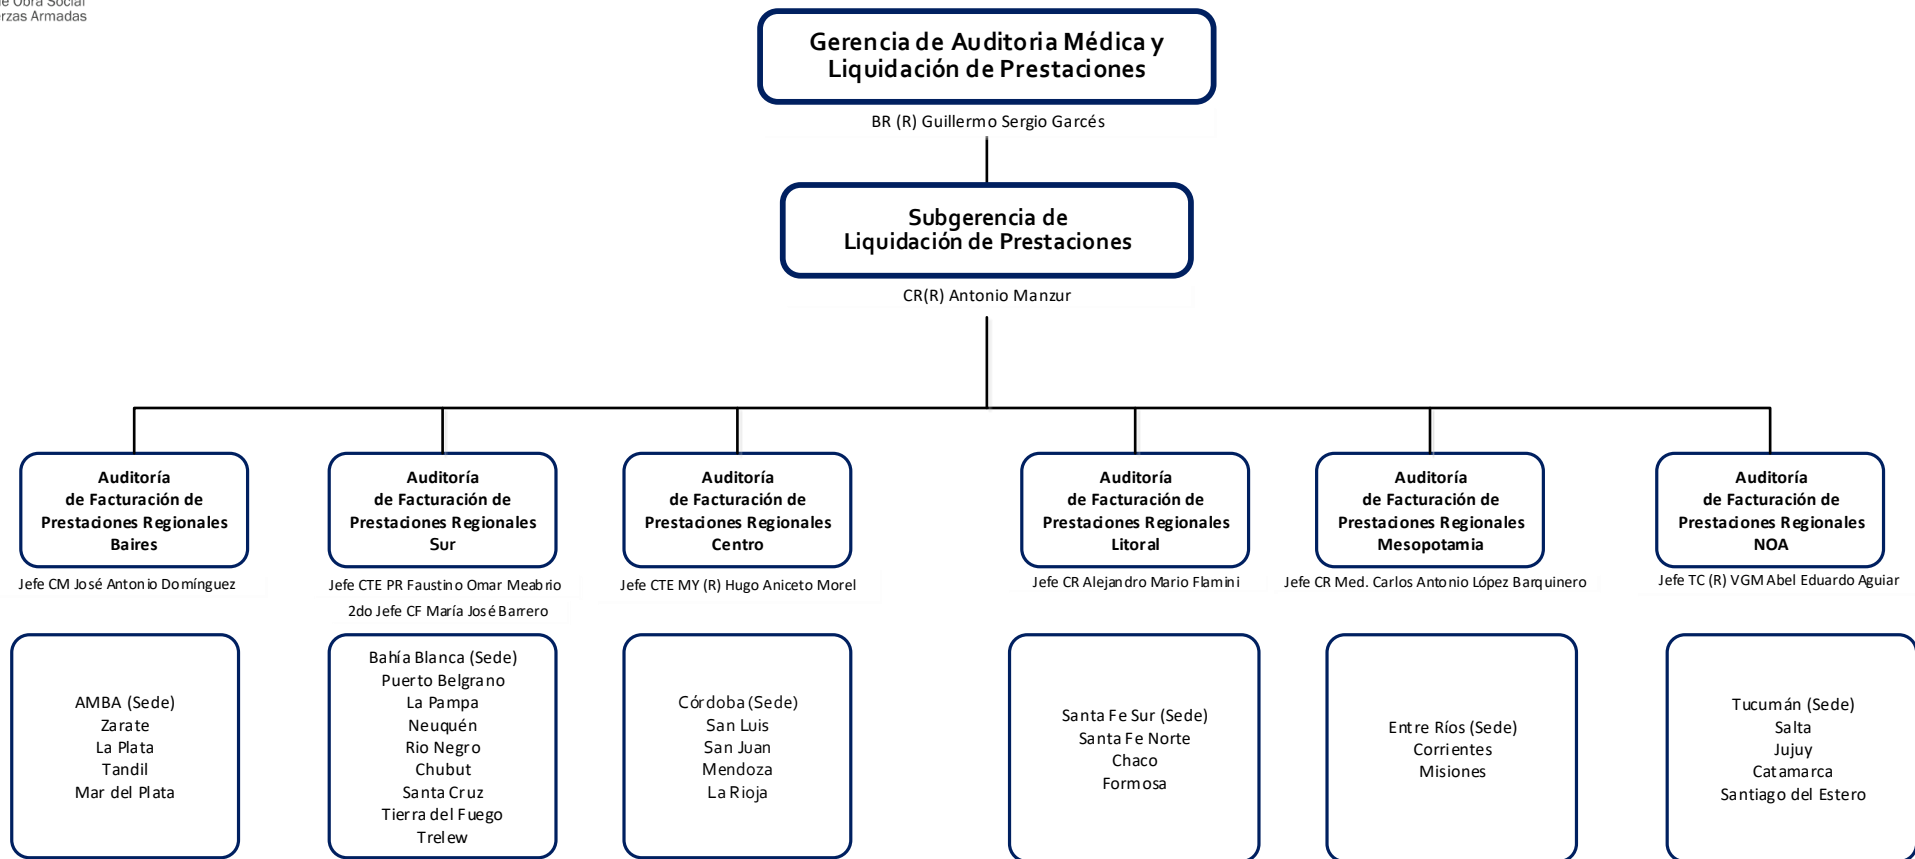 de Obra Social
erzas Armadas
Gerencia de Auditoria Médica y
Liquidación de Prestaciones
BR (R) Guillermo Sergio Garcés
Subgerencia de
Liquidación de Prestaciones
CR(R) Antonio Manzur
Auditoría
de Facturación de
Prestaciones Regionales
Baires
Jefe CM José Antonio Domínguez
AMBA (Sede)
Zarate
La Plata
Tandil
Mar del Plata
Auditoría
de Facturación de
Prestaciones Regionales
Sur
Jefe CTE PR Faustino Omar Meabrio
2do Jefe CF María José Barrero
Bahía Blanca (Sede)
Puerto Belgrano
La Pampa
Neuquén
Rio Negro
Chubut
Santa Cruz
Tierra del Fuego
Trelew
Auditoría
de Facturación de
Prestaciones Regionales
Centro
Jefe CTE MY (R) Hugo Aniceto Morel
Córdoba (Sede)
San Luis
San Juan
Mendoza
La Rioja
Auditoría
de Facturación de
Prestaciones Regionales
Litoral
Jefe CR Alejandro Mario Flamini
Santa Fe Sur (Sede)
Santa Fe Norte
Chaco
Formosa
Auditoría
de Facturación de
Prestaciones Regionales
Mesopotamia
Jefe CR Med. Carlos Antonio López Barquinero
Entre Ríos (Sede)
Corrientes
Misiones
Auditoría
de Facturación de
Prestaciones Regionales
NOA
Jefe TC (R) VGM Abel Eduardo Aguiar
Tucumán (Sede)
Salta
Jujuy
Catamarca
Santiago del Estero